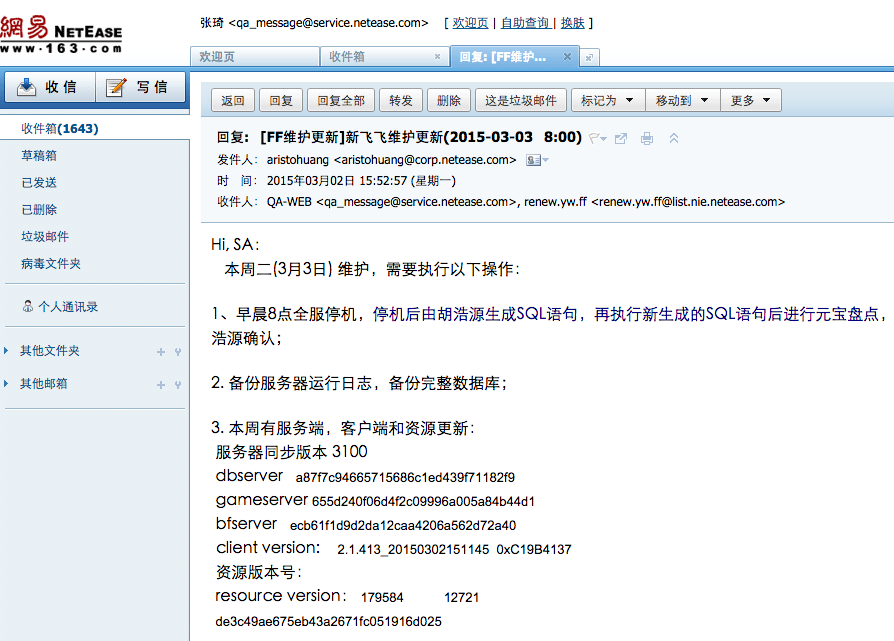 網易 NETEASE
www.163.com
张琦 <qa_message@service.netease.com> [ 欢迎页 | 自助查询 | 换肤 ]
欢迎页 收件箱 × 回复: [FF维护... ×
收信 写信
返回 回复 回复全部 转发 删除 这是垃圾邮件 标记为 移动到 更多
收件箱(1643)
草稿箱
已发送
已删除
垃圾邮件
病毒文件夹
个人通讯录
其他文件夹
其他邮箱
回复: [FF维护更新]新飞飞维护更新(2015-03-03 8:00)
发件人: aristohuang <aristohuang@corp.netease.com>
时 间: 2015年03月02日 15:52:57 (星期一)
收件人: QA-WEB <qa_message@service.netease.com>, renew.yw.ff <renew.yw.ff@list.nie.netease.com>
Hi, SA:
本周二(3月3日) 维护，需要执行以下操作：
1、早晨8点全服停机，停机后由胡浩源生成SQL语句，再执行新生成的SQL语句后进行元宝盘点，
浩源确认；
2. 备份服务器运行日志，备份完整数据库；
3. 本周有服务端，客户端和资源更新：
服务器同步版本 3100
dbserver a87f7c94665715686c1ed439f71182f9
gameserver 655d240f06d4f2c09996a005a84b44d1
bfserver ecb61f1d9d2da12caa4206a562d72a40
client version: 2.1.413_20150302151145 0xC19B4137
资源版本号：
resource version: 179584 12721
de3c49ae675eb43a2671fc051916d025